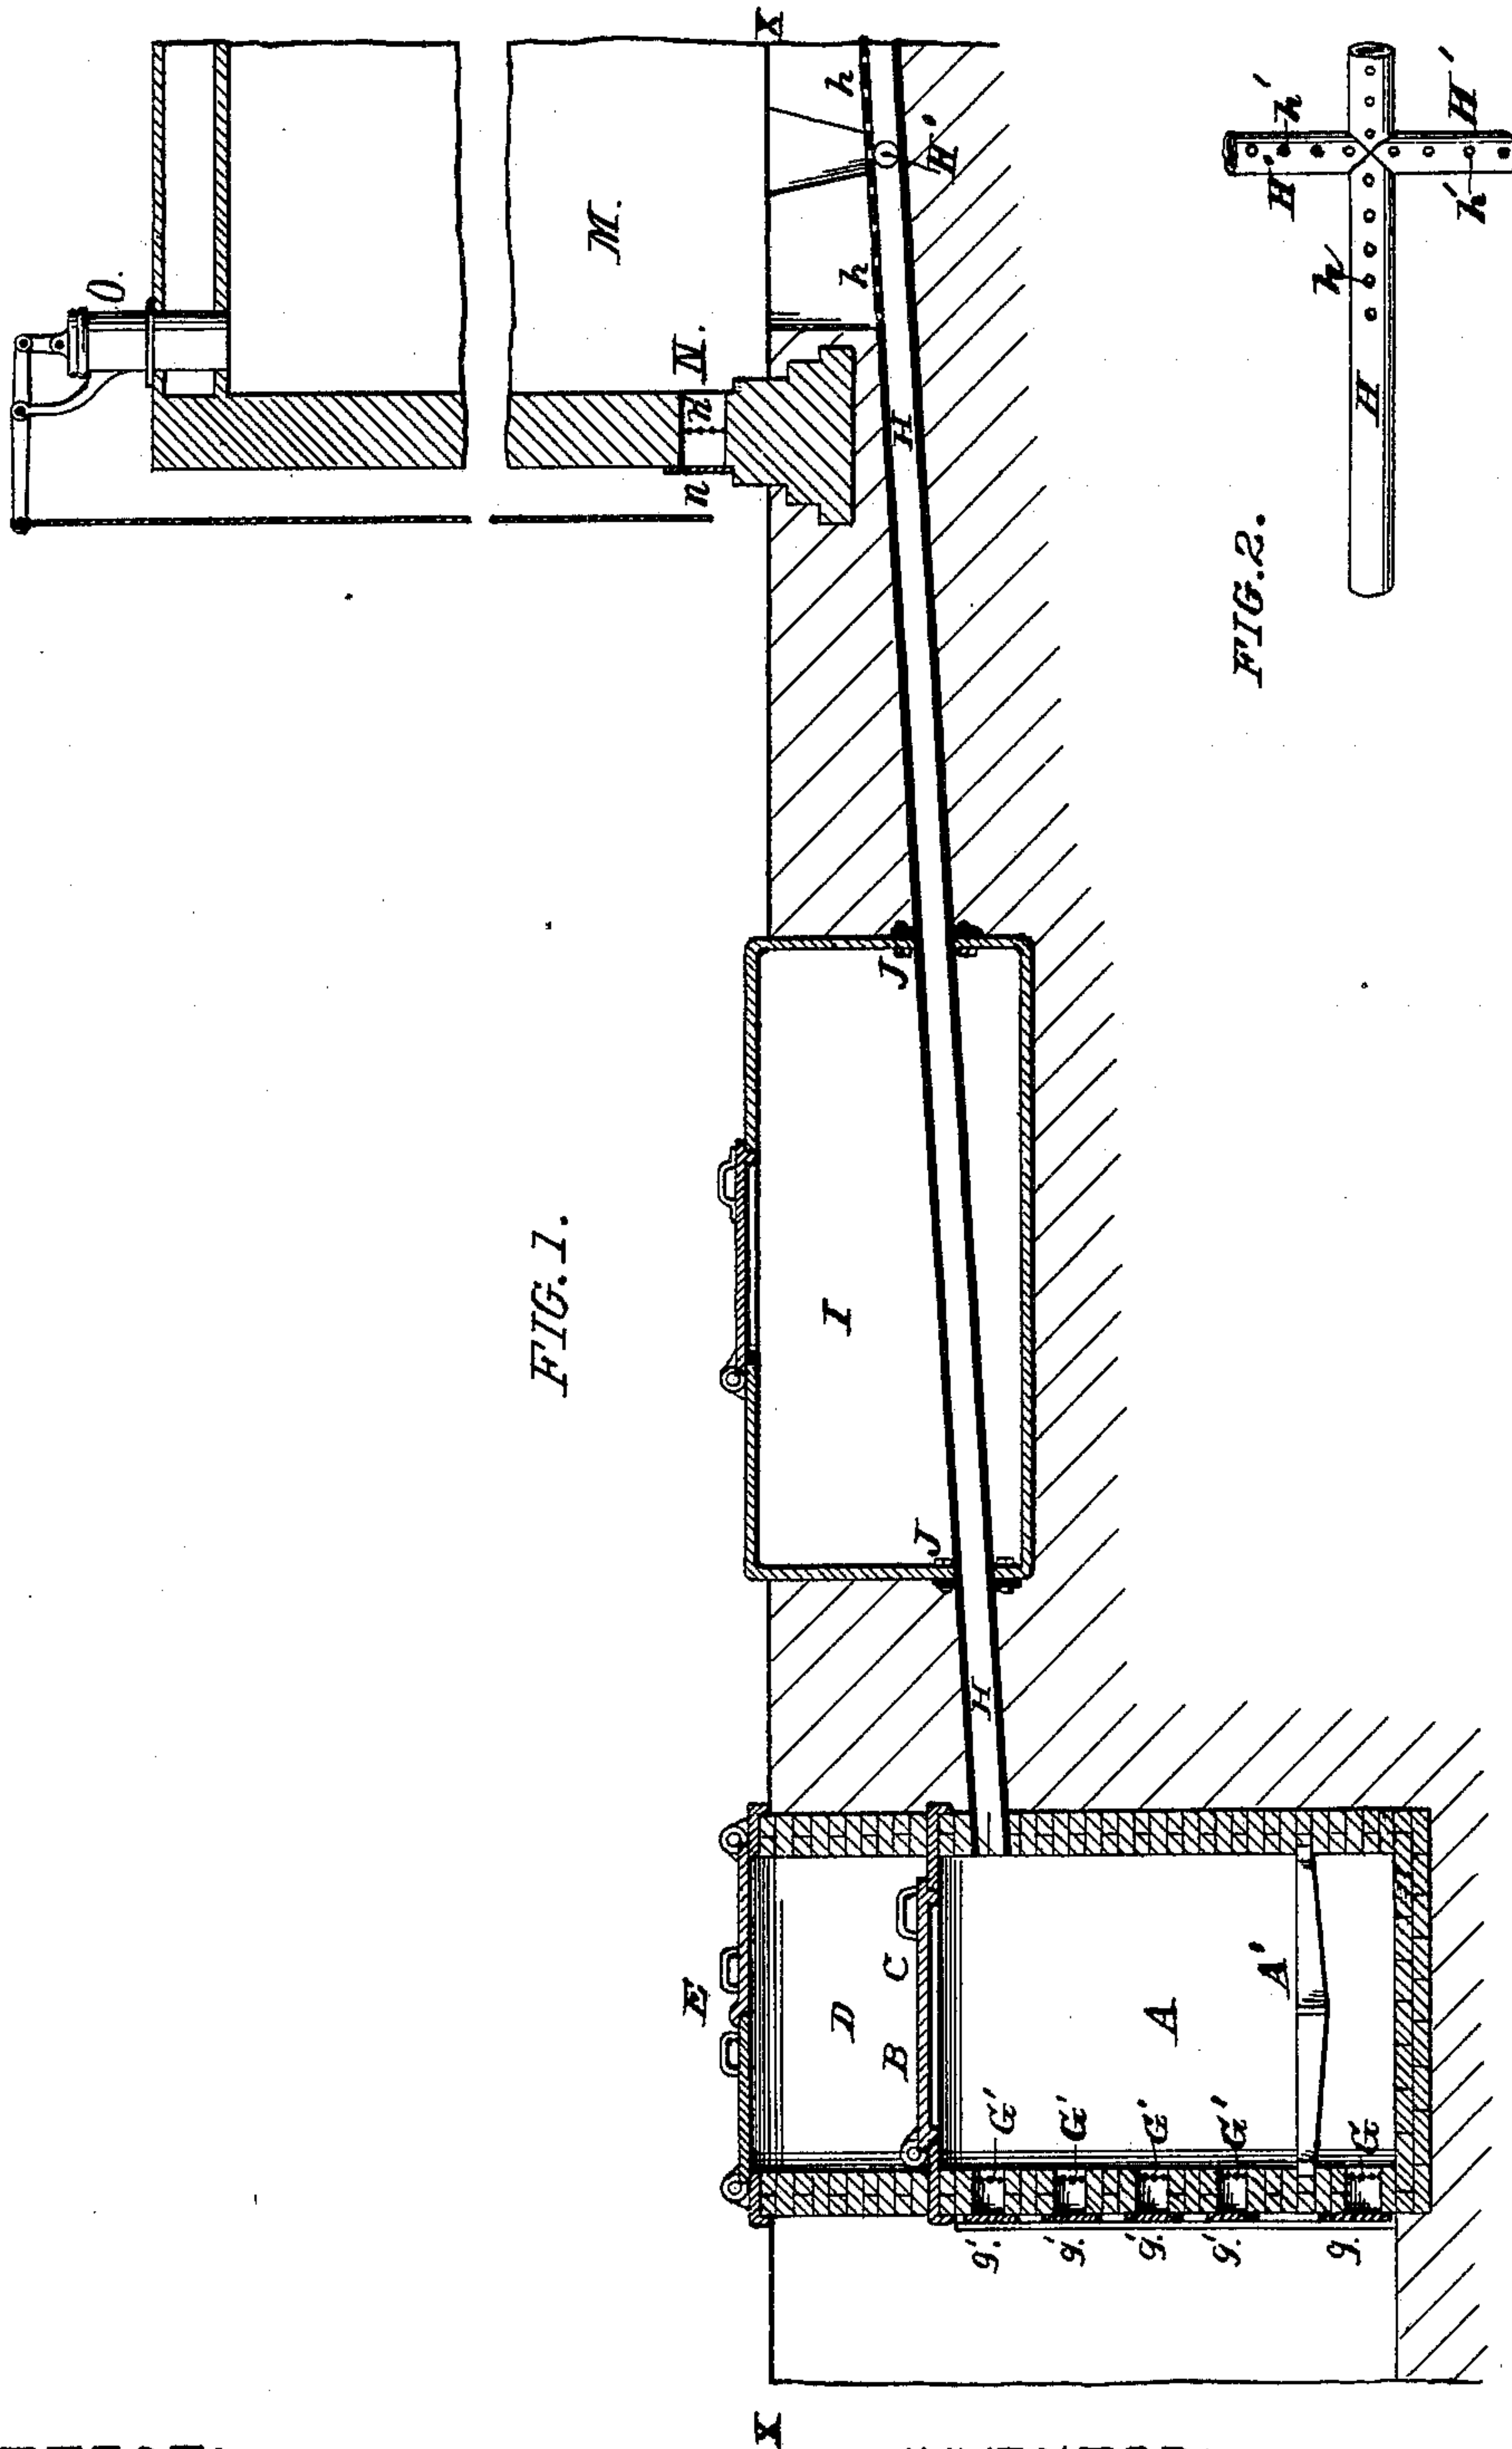 X
O.
M.
h
h
H'
N.
n
n
H
J
FIG. 1.
I
J
H
E
D
C
B
A
A'
G'
G'
G'
G'
G
g'.
g'.
g'.
g'.
g.
X
H'
h'
h
H
h'
H'
FIG. 2.